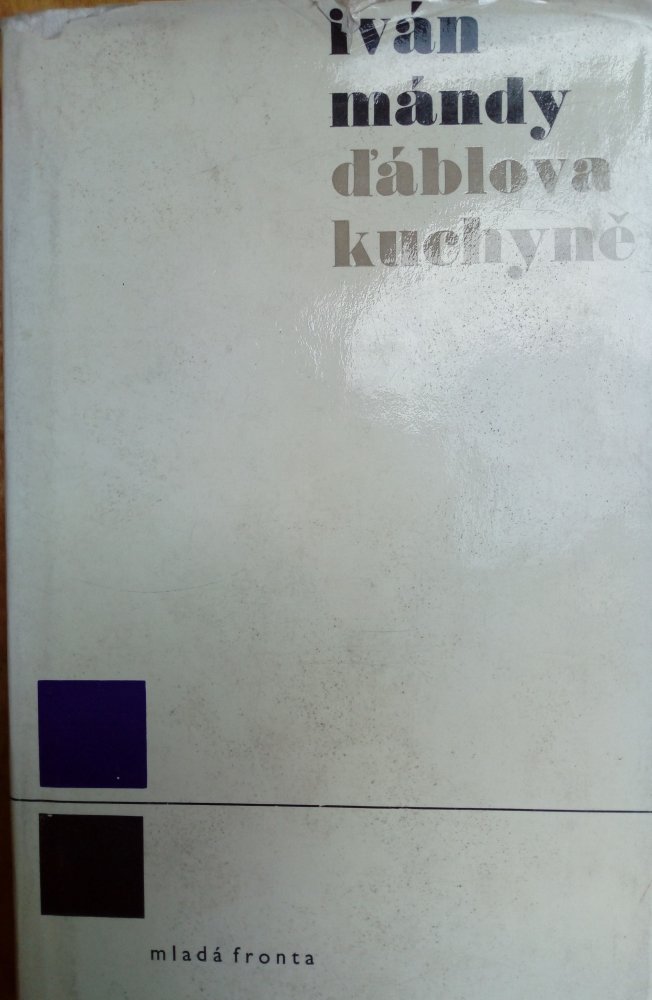 iván
mándy
ďáblova
kuchyně
mladá fronta